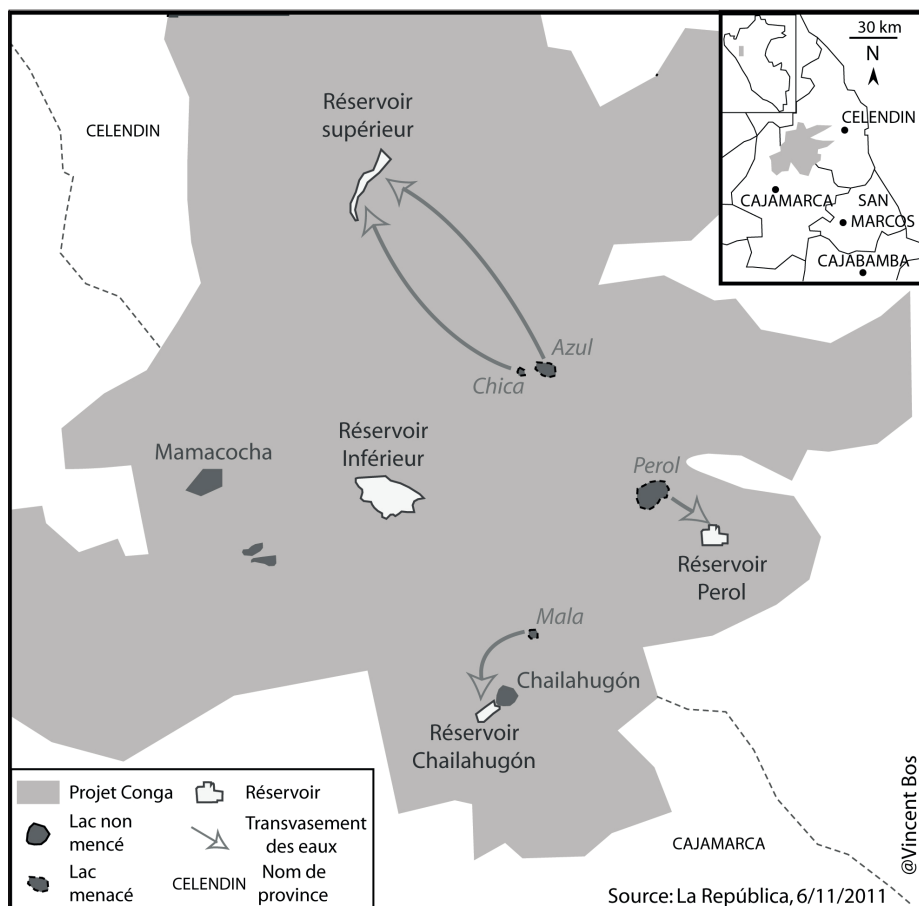 30 km
N
CELENDIN
CAJAMARCA
SAN
MARCOS
CAJABAMBA
CELENDIN
Réservoir
supérieur
Azul
Chica
Réservoir
Inférieur
Mamacocha
Perol
Réservoir
Perol
Mala
Chailahugón
Réservoir
Chailahugón
CAJAMARCA
Projet Conga
Réservoir
Lac non
mencé
Transvasement
des eaux
Lac
menacé
CELENDIN
Nom de
province
Source: La República, 6/11/2011
@Vincent Bos